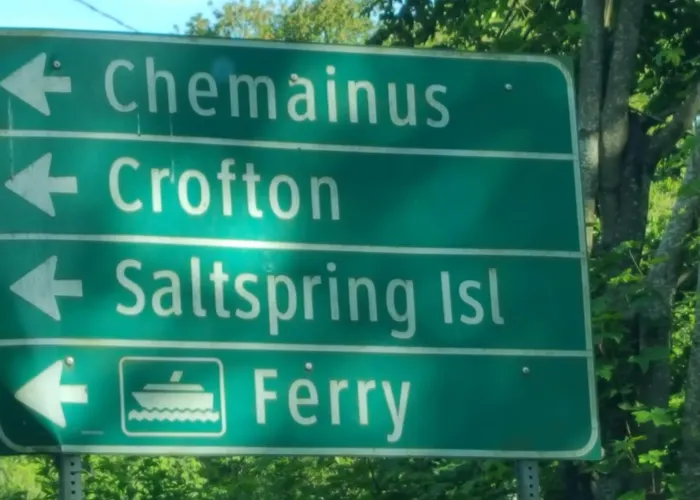 Chemainus
Crofton
Saltspring Isl
Ferry